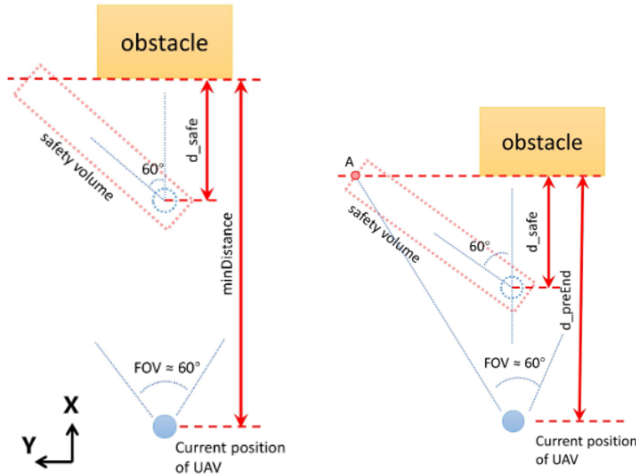 obstacle
safety volume
60°
d_safe
minDistance
FOV ≈ 60°
X
Y
Current position
of UAV
obstacle
A
safety volume
60°
d_safe
d_preEnd
FOV ≈ 60°
Current position
of UAV